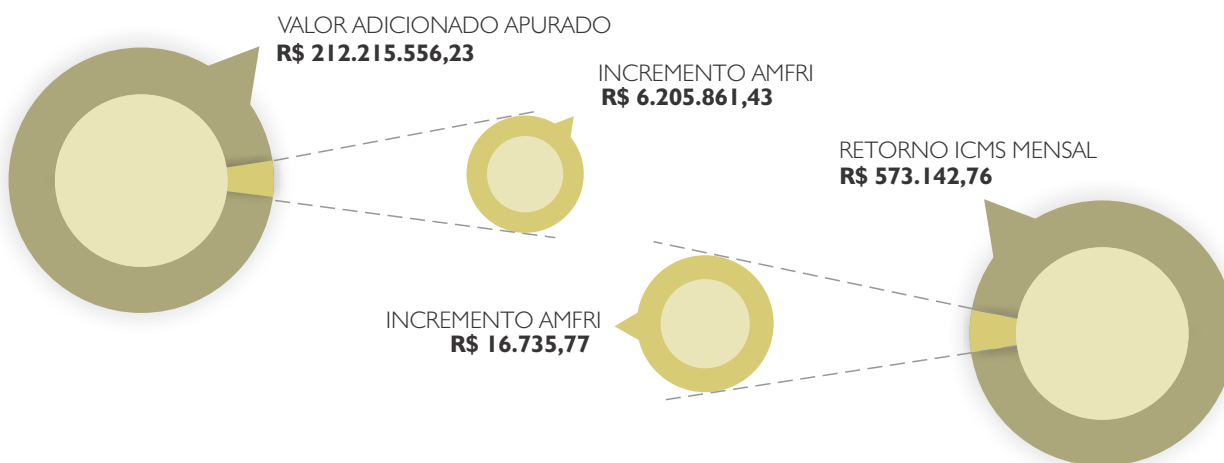 VALOR ADICIONADO APURADO
R$ 212.215.556,23
INCREMENTO AMFRI
R$ 6.205.861,43
RETORNO ICMS MENSAL
R$ 573.142,76
INCREMENTO AMFRI
R$ 16.735,77